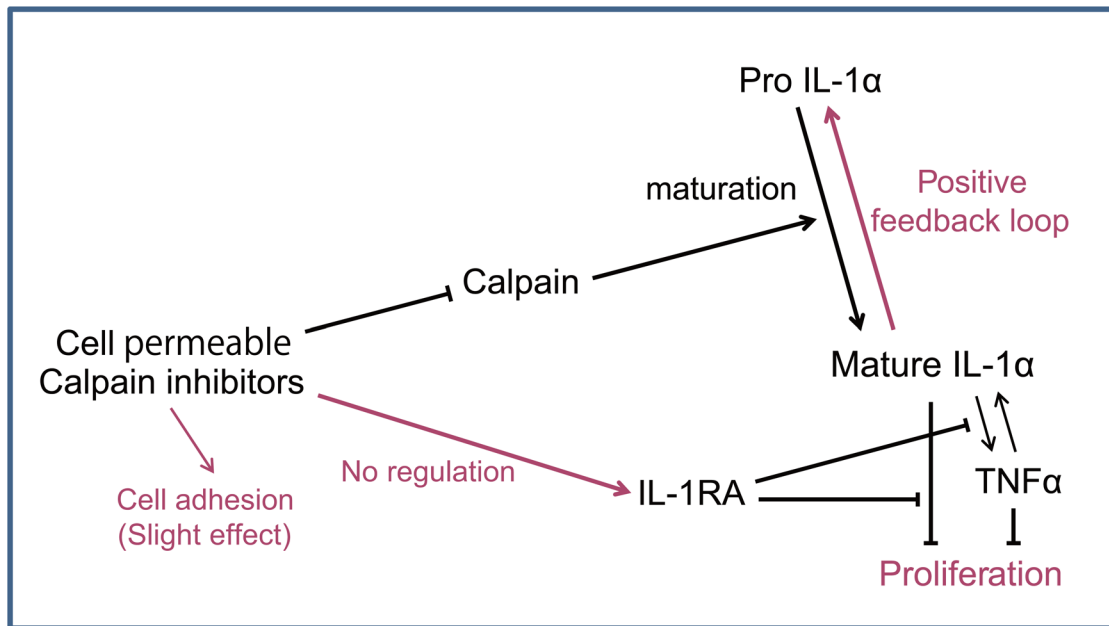 Pro IL-1α
maturation
Positive
feedback loop
Calpain
Cell permeable
Calpain inhibitors
Mature IL-1α
No regulation
Cell adhesion
(Slight effect)
IL-1RA
TNFα
Proliferation